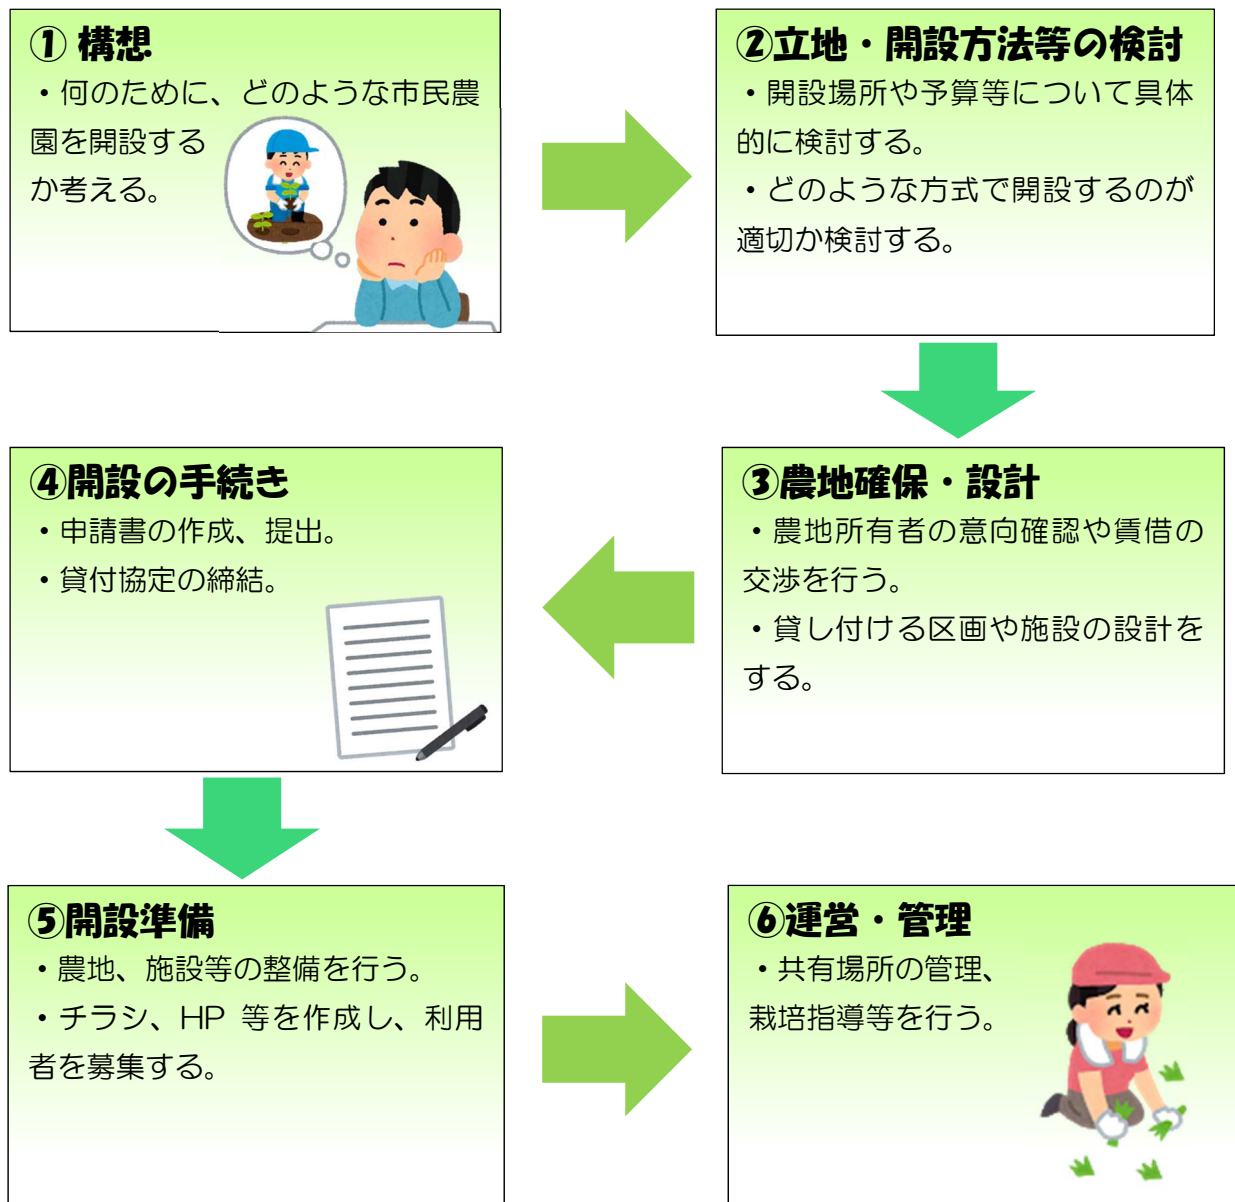 ① 構想
・何のために、どのような市民農
園を開設する
か考える。
②立地・開設方法等の検討
・開設場所や予算等について具体
的に検討する。
・どのような方式で開設するのが
適切か検討する。
③農地確保・設計
・農地所有者の意向確認や賃借の
交渉を行う。
・貸し付ける区画や施設の設計を
する。
④開設の手続き
・申請書の作成、提出。
・貸付協定の締結。
⑤開設準備
・農地、施設等の整備を行う。
・チラシ、HP 等を作成し、利用
者を募集する。
⑥運営・管理
・共有場所の管理、
栽培指導等を行う。